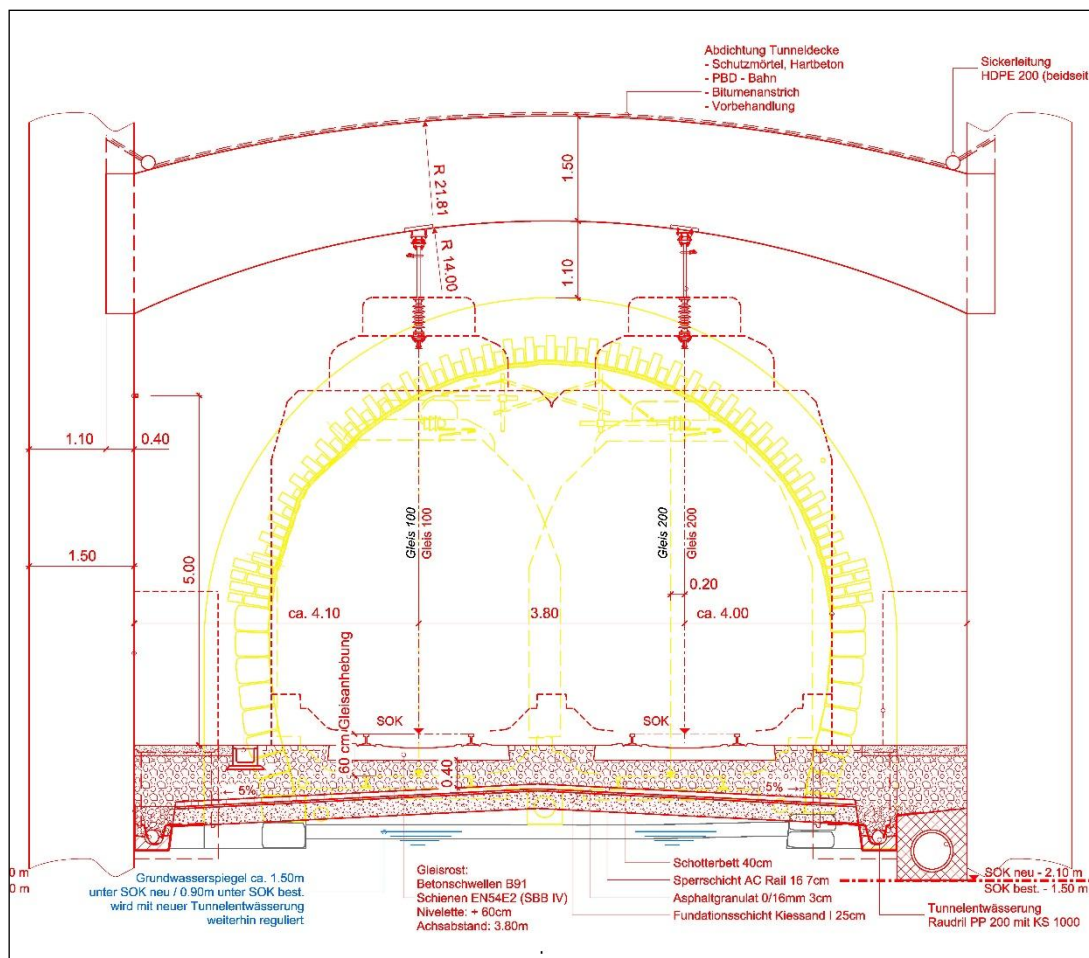 Abdichtung Tunneldecke
- Schutzmörtel, Hartbeton
- PBD - Bahn
- Bitumenanstrich
- Vorbehandlung
Sickerleitung
HDPE 200 (beidseit
R 21.81
1.50
R 14.00
1.10
1.10
0.40
1.50
5.00
Gleis 100
Gleis 100
Gleis 200
Gleis 200
0.20
ca. 4.10
3.80
ca. 4.00
60 cm Gleisanhebung
SOK
SOK
0.40
← 5%
5% →
0 m
0 m
Grundwasserspiegel ca. 1.50m
unter SOK neu / 0.90m unter SOK best.
wird mit neuer Tunnelentwässerung
weiterhin reguliert
Gleisrost:
Betonschwellen B91
Schienen EN54E2 (SBB IV)
Nivelette: + 60cm
Achsabstand: 3.80m
Schotterbett 40cm
Sperrschicht AC Rail 16 7cm
Asphaltgranulat 0/16mm 3cm
Fundationsschicht Kiessand I 25cm
SOK neu - 2.10 m
SOK best. - 1.50 m
Tunnelentwässerung
Raudril PP 200 mit KS 1000